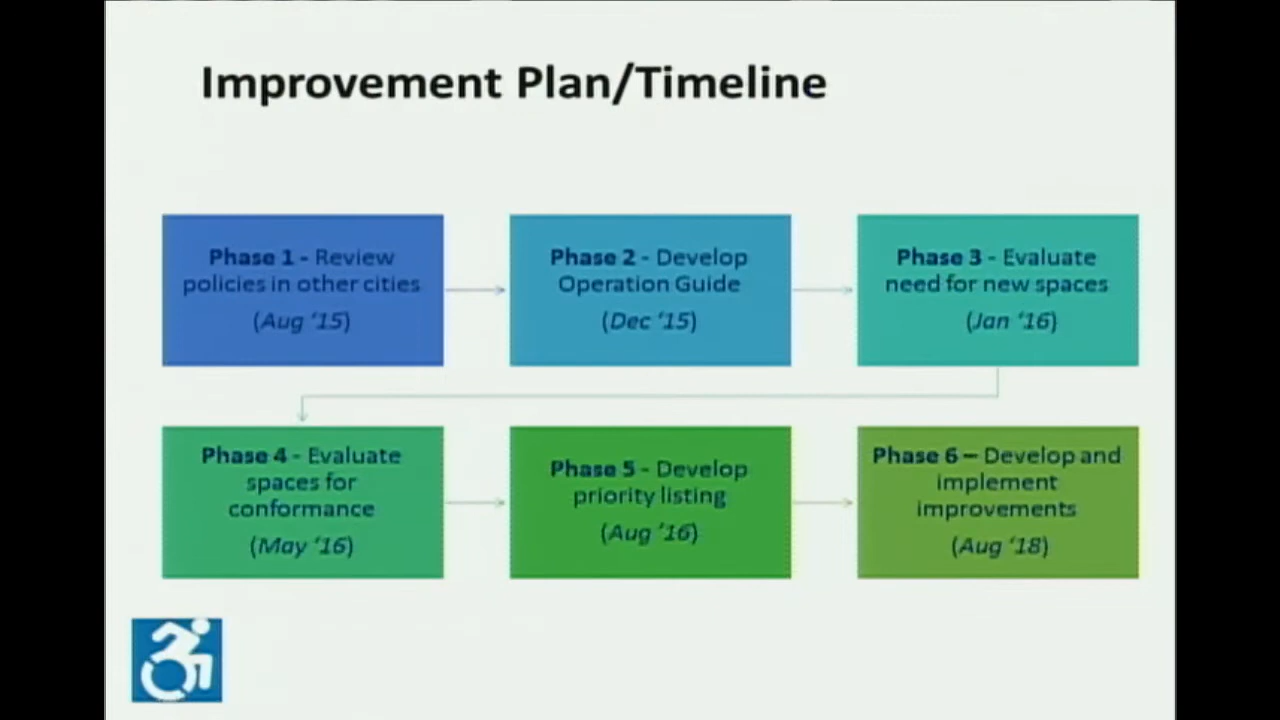 Improvement Plan/Timeline
Phase 1 - Review
policies in other cities
(Aug ‘15)
Phase 2 - Develop
Operation Guide
(Dec ‘15)
Phase 3 - Evaluate
need for new spaces
(Jan ‘16)
Phase 4 - Evaluate
spaces for
conformance
(May ‘16)
Phase 5 - Develop
priority listing
(Aug ‘16)
Phase 6 – Develop and
implement
improvements
(Aug ‘18)